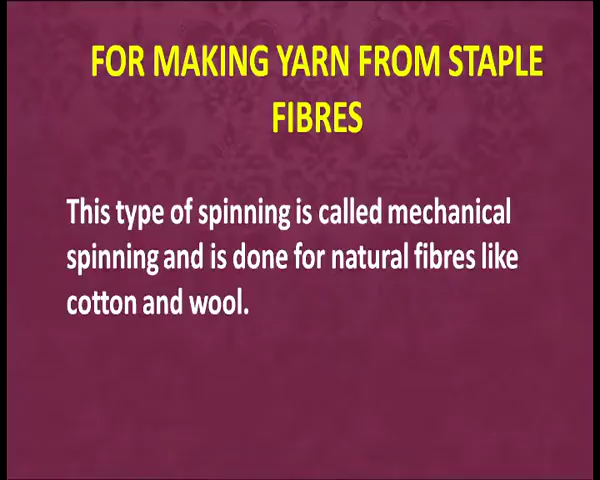 FOR MAKING YARN FROM STAPLE
FIBRES
This type of spinning is called mechanical
spinning and is done for natural fibres like
cotton and wool.